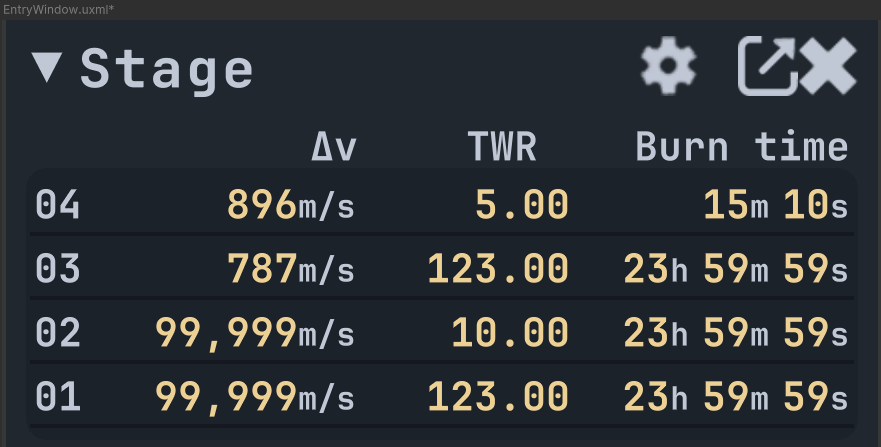 EntryWindow.uxml*
▼ Stage
Δv TWR Burn time
04 896m/s 5.00 15m 10s
03 787m/s 123.00 23h 59m 59s
02 99,999m/s 10.00 23h 59m 59s
01 99,999m/s 123.00 23h 59m 59s